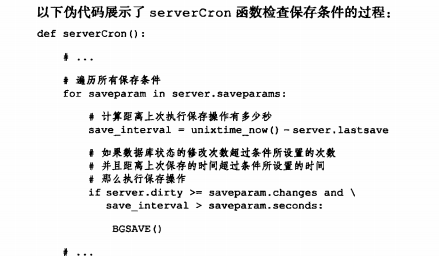 以下伪代码展示了 serverCron 函数检查保存条件的过程：
def serverCron():
# ...
# 遍历所有保存条件
for saveparam in server.saveparams:
# 计算距离上次执行保存操作有多少秒
save_interval = unixtime_now() - server.lastsave
# 如果数据库状态的修改次数超过条件所设置的次数
# 并且距离上次保存的时间超过条件所设置的时间
# 那么执行保存操作
if server.dirty >= saveparam.changes and \
save_interval > saveparam.seconds:
BGSAVE()
# ...